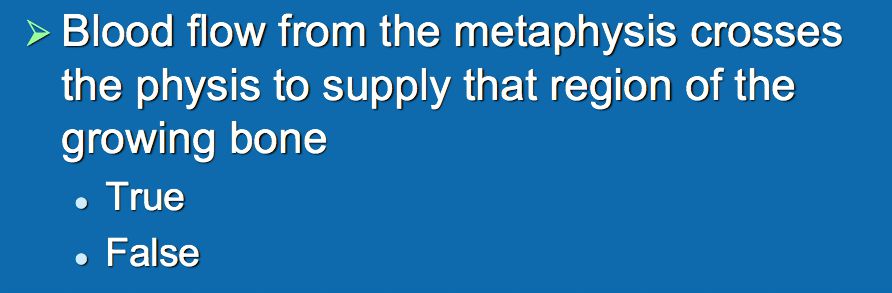 Blood flow from the metaphysis crosses
the physis to supply that region of the
growing bone
True
False